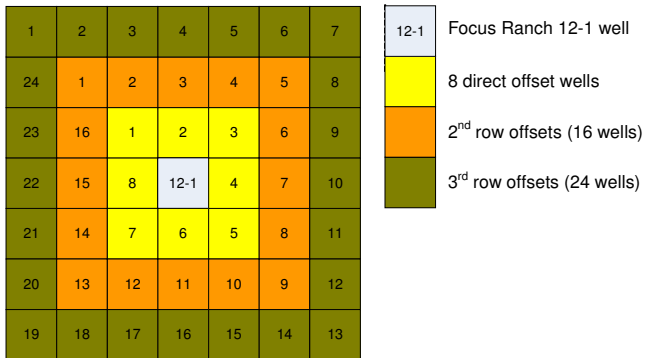 1 2 3 4 5 6 7
24 1 2 3 4 5 8
23 16 1 2 3 6 9
22 15 8 12-1 4 7 10
21 14 7 6 5 8 11
20 13 12 11 10 9 12
19 18 17 16 15 14 13
12-1 Focus Ranch 12-1 well
8 direct offset wells
2nd row offsets (16 wells)
3rd row offsets (24 wells)